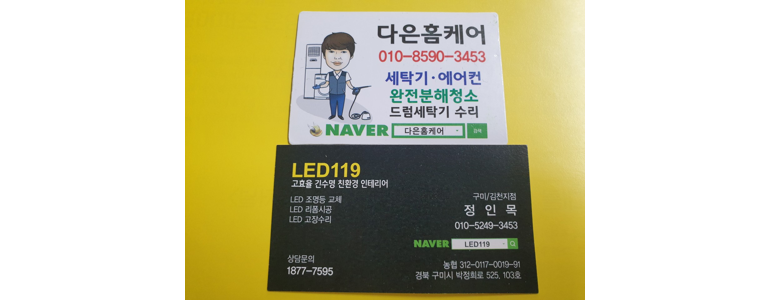 다은홈케어
010-8590-3453
세탁기·에어컨
완전분해청소
드럼세탁기 수리
NAVER 다은홈케어 검색
LED119
고효율 긴수명 친환경 인테리어
LED 조명등 교체
LED 리폼시공
LED 고장수리
구미/김천지점
정 인 목
010-5249-3453
NAVER LED119
상담문의
1877-7595
농협 312-0117-0019-91
경북 구미시 박정희로 525, 103호